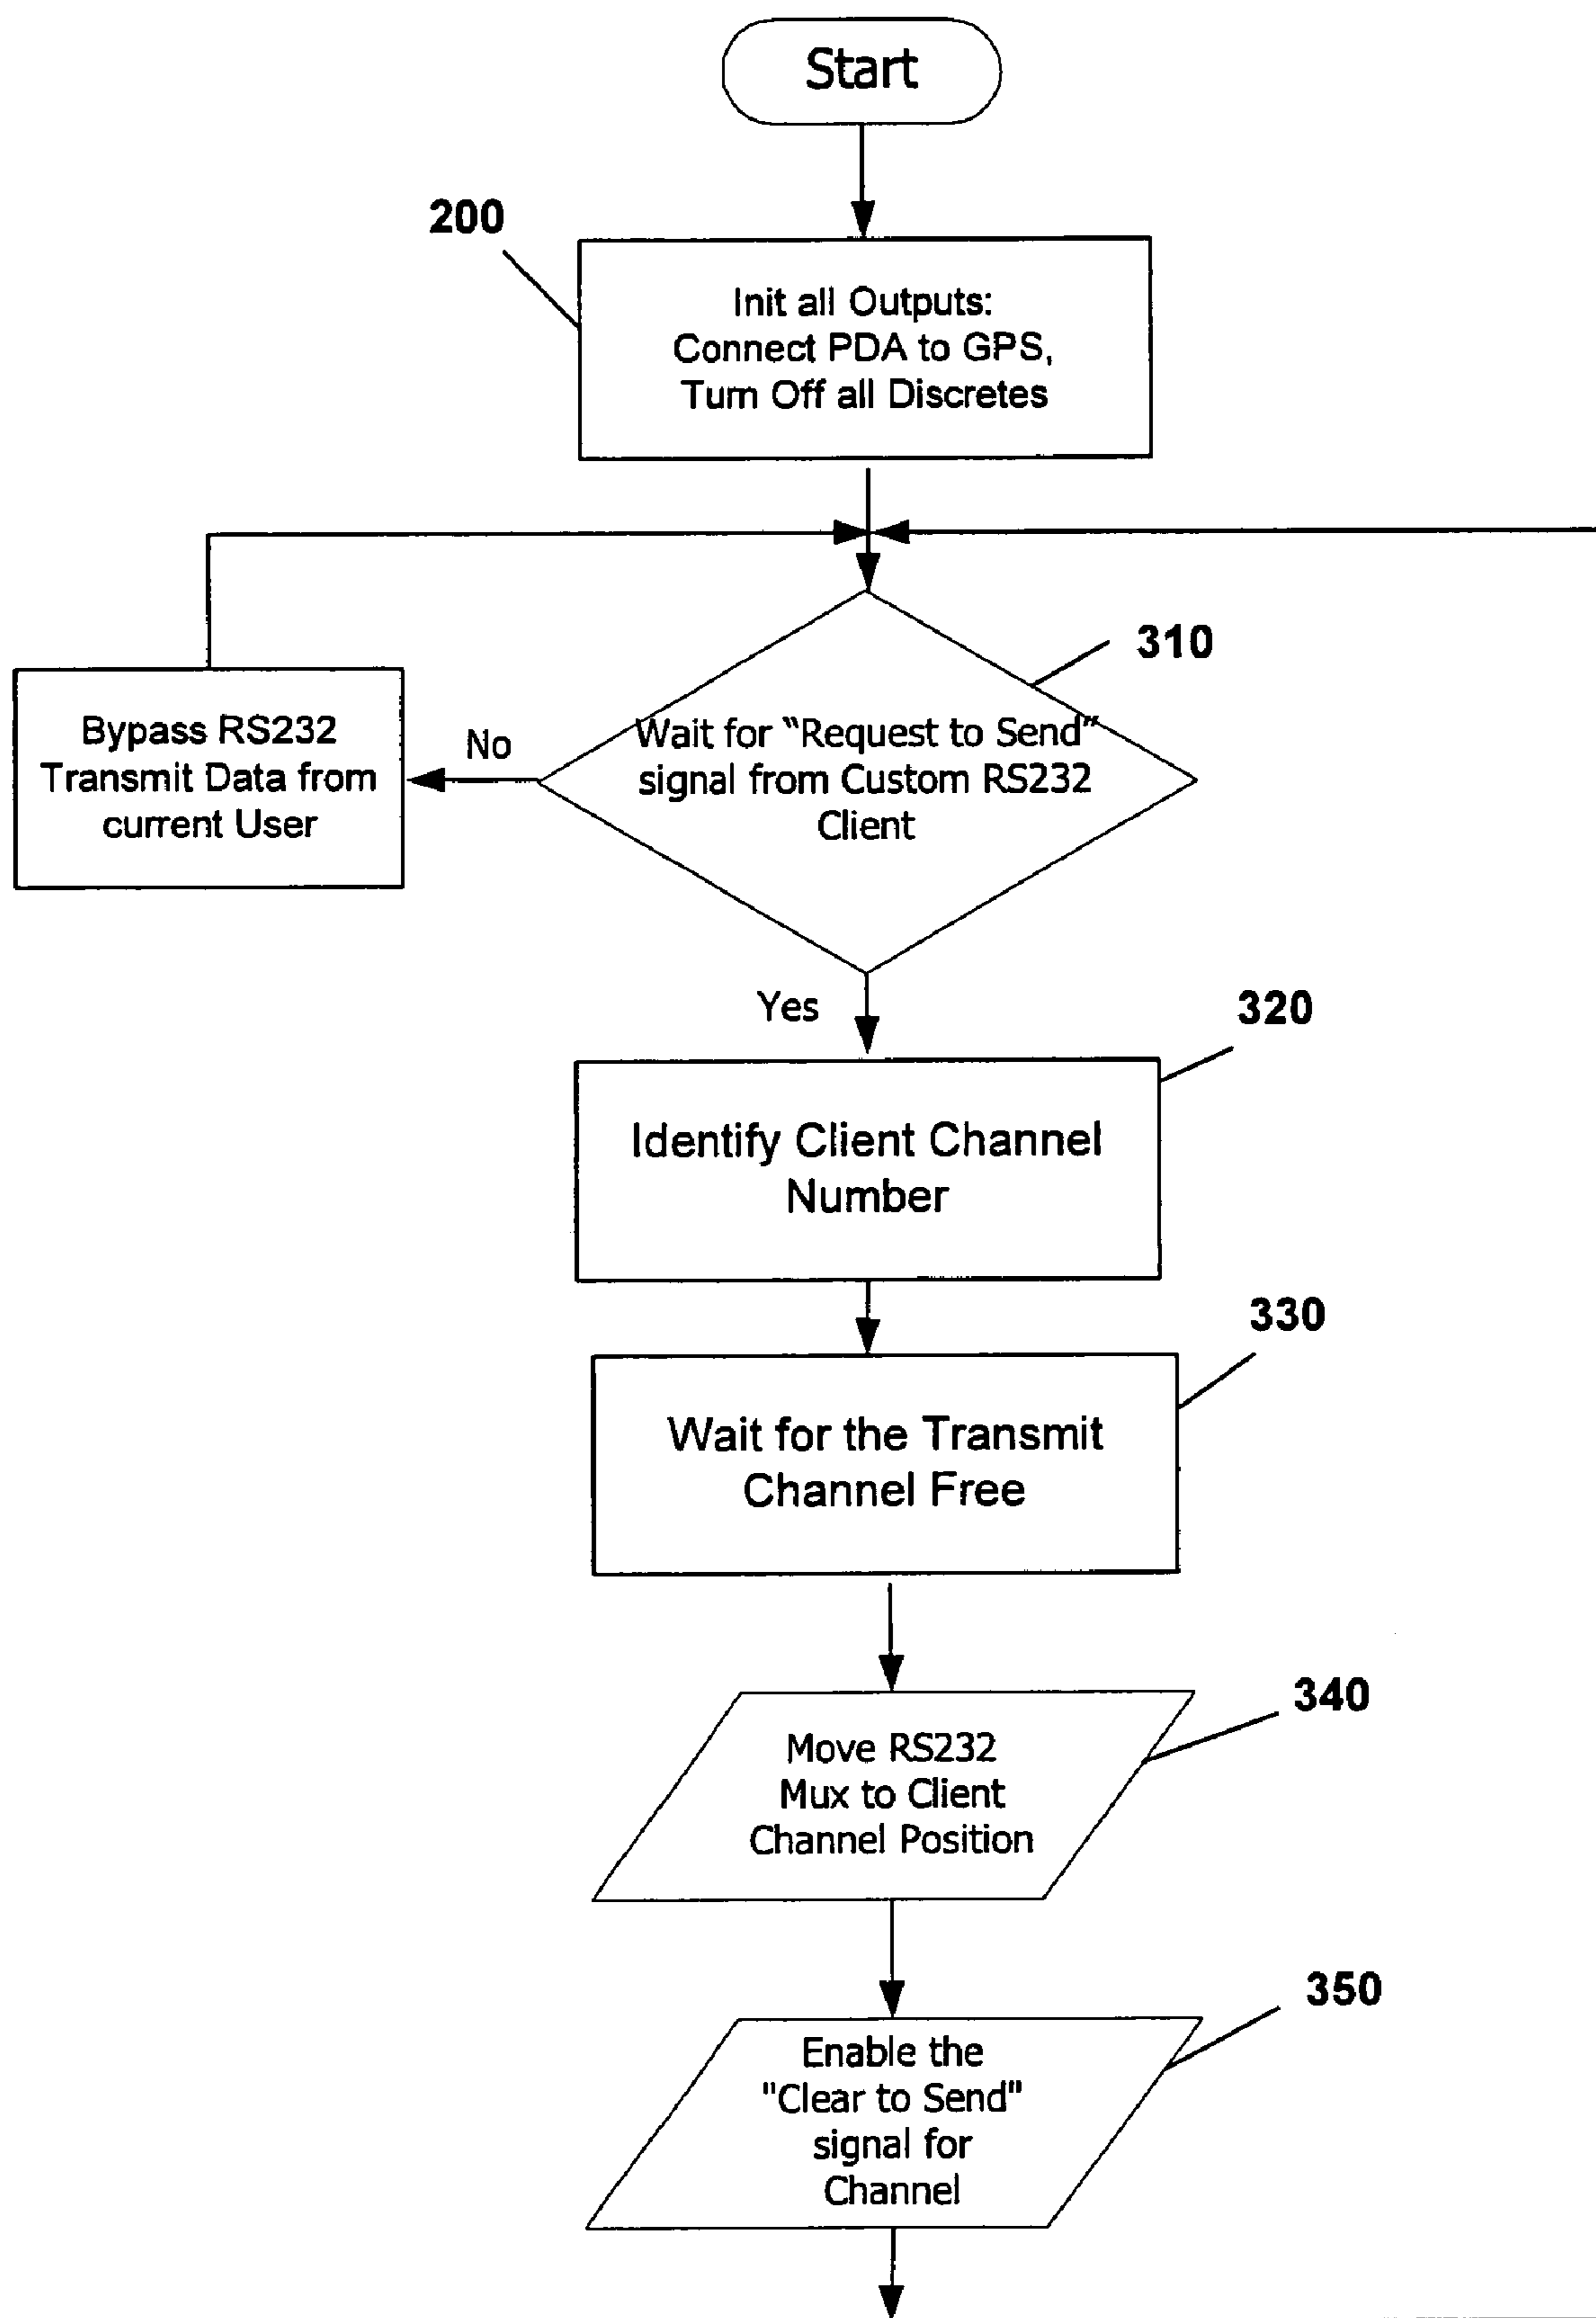 Start
200
Init all Outputs:
Connect PDA to GPS,
Turn Off all Discretes
310
Wait for “Request to Send”
signal from Custom RS232
Client
No
Bypass RS232
Transmit Data from
current User
Yes
320
Identify Client Channel
Number
330
Wait for the Transmit
Channel Free
340
Move RS232
Mux to Client
Channel Position
350
Enable the
"Clear to Send"
signal for
Channel